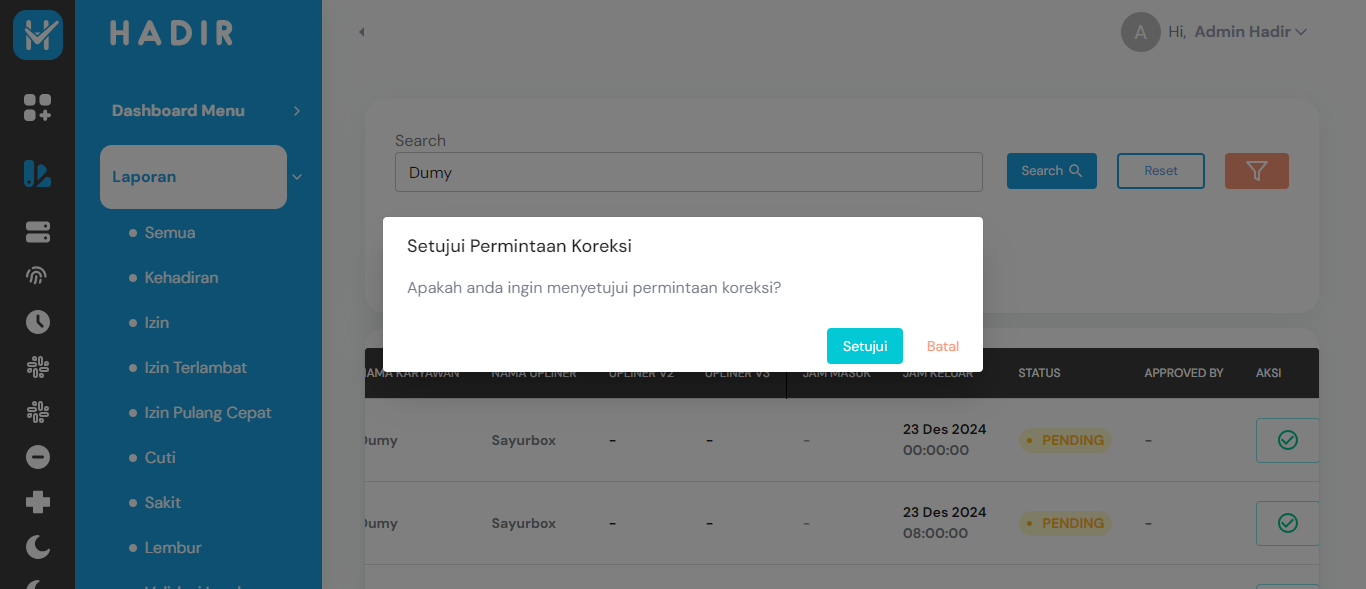 HADIR
Hi, Admin Hadir
A
Dashboard Menu
Laporan
Semua
Kehadiran
Izin
Izin Terlambat
Izin Pulang Cepat
Cuti
Sakit
Lembur
Search
Dumy
Search
Reset
Setujui Permintaan Koreksi
Apakah anda ingin menyetujui permintaan koreksi?
Setujui
Batal
NAMA KARYAWAN NAMA UPLINER UPLINER V2 UPLINER V3 JAM MASUK JAM KELUAR STATUS APPROVED BY AKSI
Dumy Sayurbox - - - 23 Des 2024 PENDING -
00:00:00
Dumy Sayurbox - - - 23 Des 2024 PENDING -
08:00:00